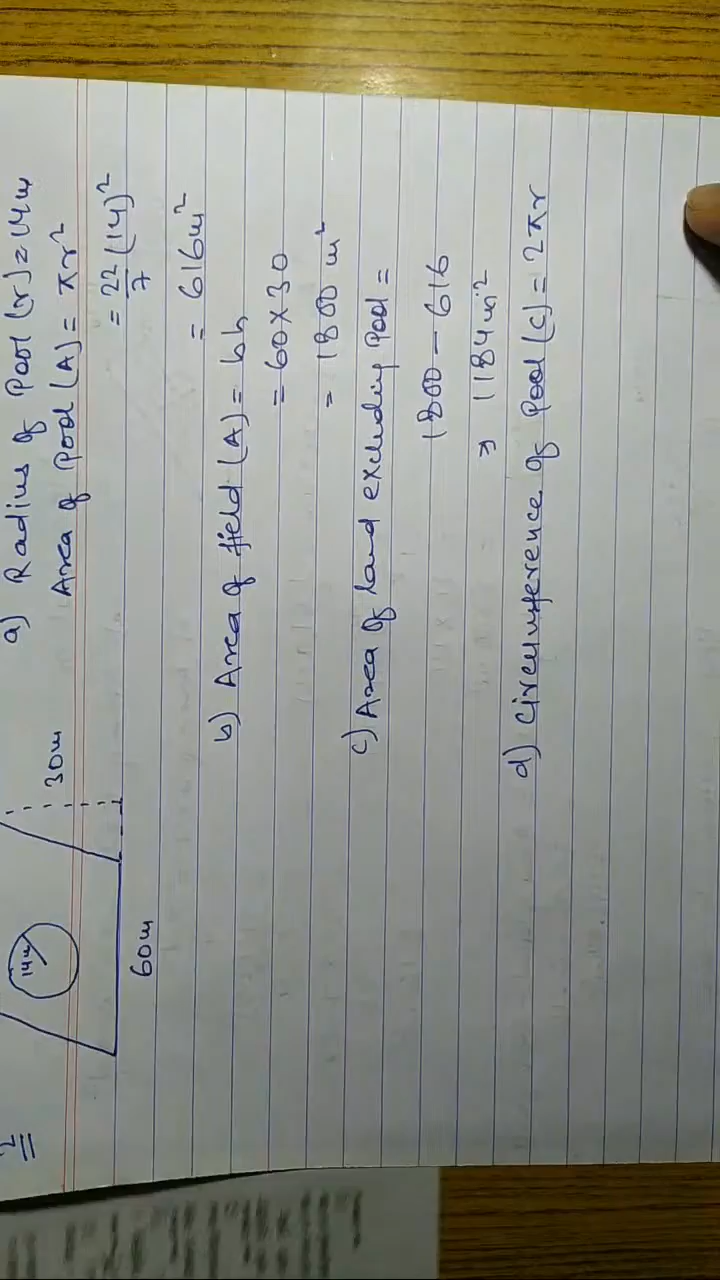 2
14m
30m
60m
a) Radius of Pool (r) = 14m
Area of Pool (A) = πr²
= 22/7 (14)²
= 616m²
b) Area of field (A) = bh
= 60 x 30
= 1800 m²
c) Area of land excluding Pool =
1800 - 616
⇒ 1184m²
d) Circumference of Pool (C) = 2πr